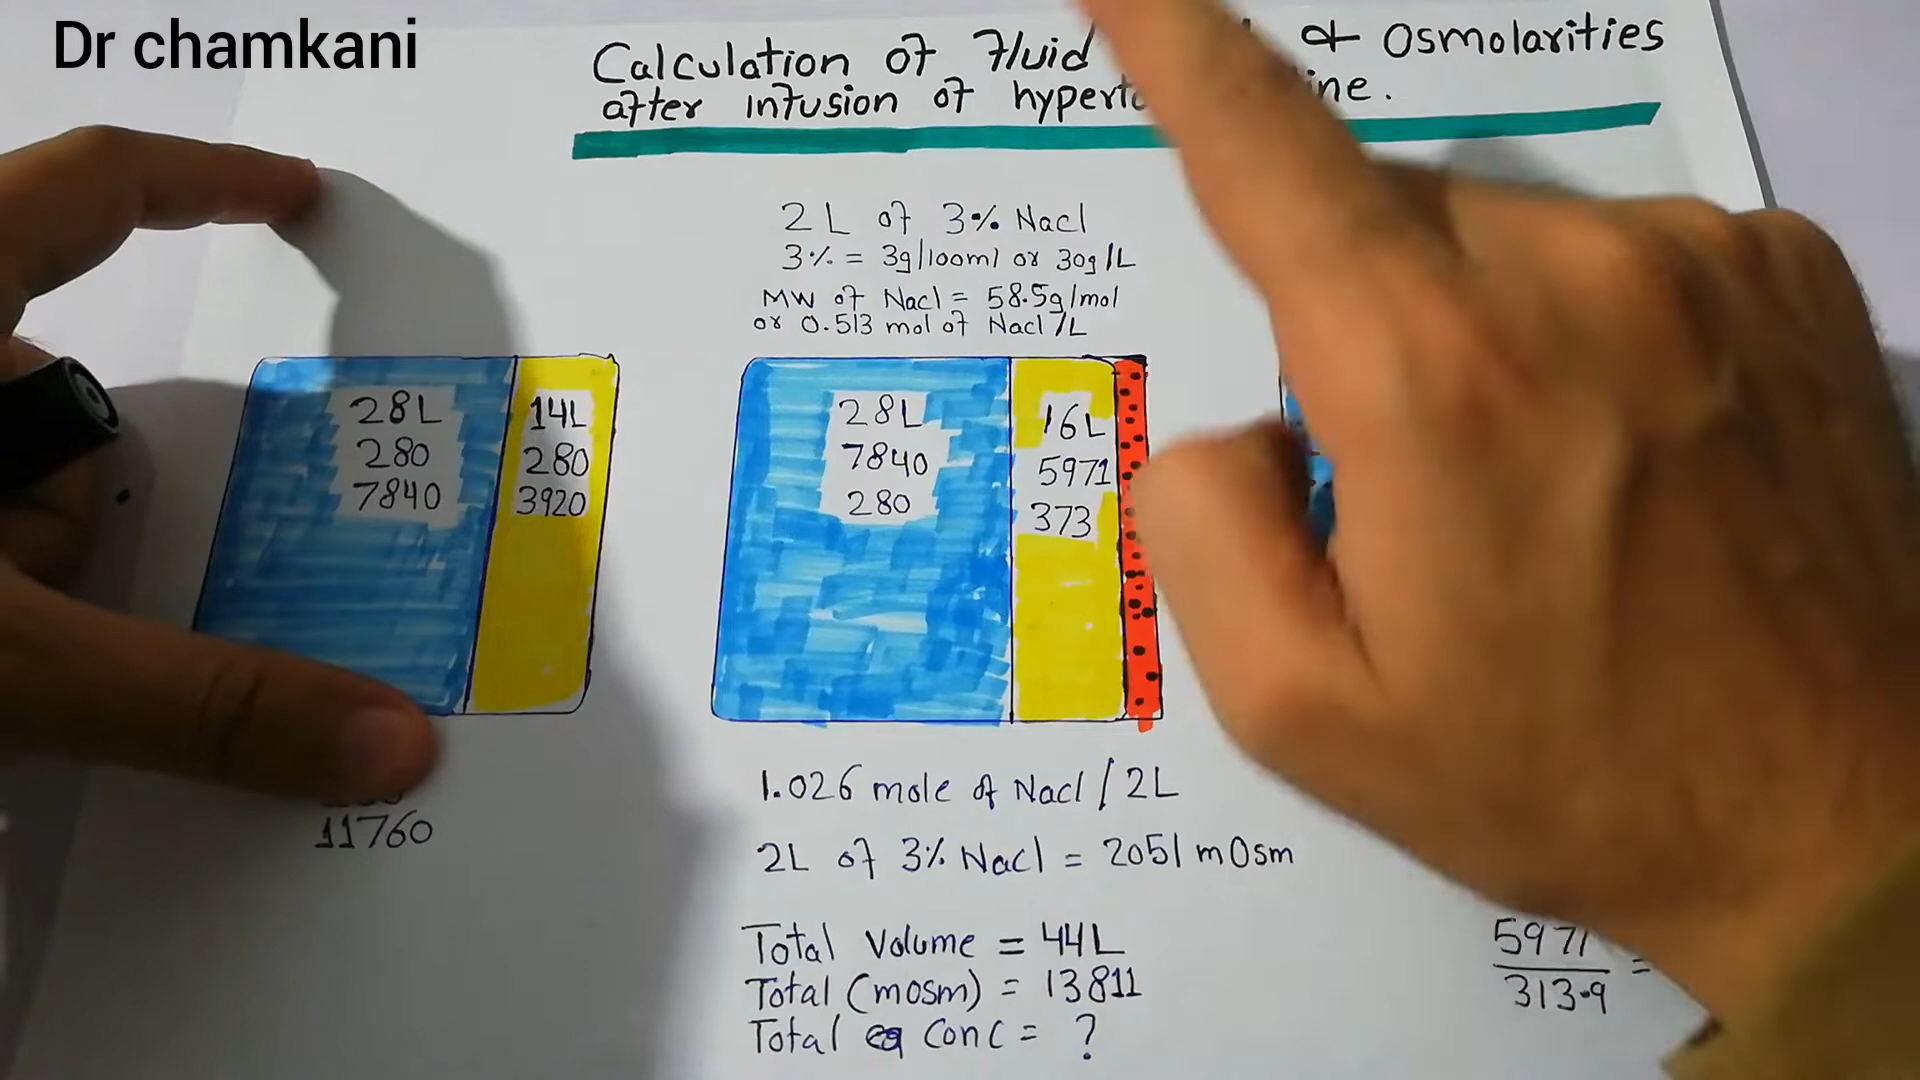 Dr chamkani
Calculation of Fluid & Osmolarities
after infusion of
2L of 3% Nacl
3% = 3g/100ml or 30g/L
MW of Nacl = 58.5g/mol
or 0.513 mol of Nacl/L
28L
280
7840
14L
280
3920
28L
7840
280
16L
5971
373
11760
1.026 mole of Nacl / 2L
2L of 3% Nacl = 2051 mOsm
Total Volume = 44L
Total (mosm) = 13811
Total conc = ?
5971
313.9 =